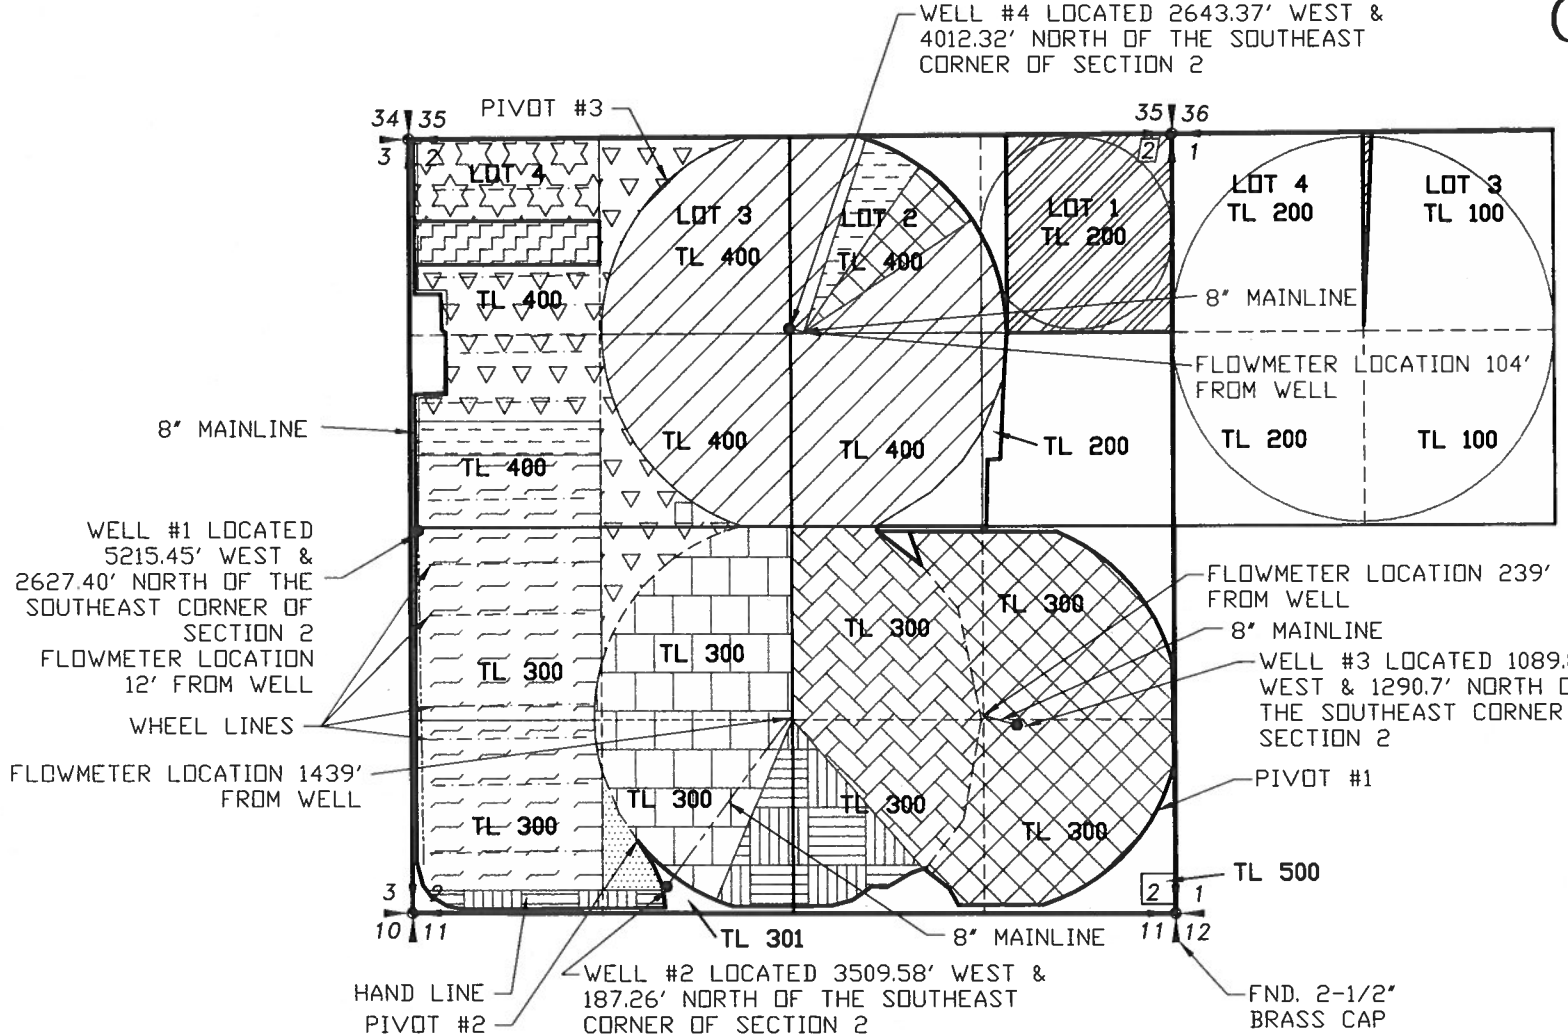 WELL #4 LOCATED 2643.37' WEST &
4012.32' NORTH OF THE SOUTHEAST
CORNER OF SECTION 2
PIVOT #3
34 35
3 2
35 36
2 1
LOT 4
LOT 3
TL 400
LOT 2
TL 400
LOT 1
TL 200
LOT 4
TL 200
LOT 3
TL 100
TL 400
8" MAINLINE
FLOWMETER LOCATION 104'
FROM WELL
8" MAINLINE
TL 400
TL 400
TL 400
TL 200
TL 200
TL 100
WELL #1 LOCATED
5215.45' WEST &
2627.40' NORTH OF THE
SOUTHEAST CORNER OF
SECTION 2
FLOWMETER LOCATION
12' FROM WELL
WHEEL LINES
FLOWMETER LOCATION 1439'
FROM WELL
TL 300
TL 300
TL 300
TL 300
TL 300
TL 300
TL 300
TL 300
FLOWMETER LOCATION 239'
FROM WELL
8" MAINLINE
WELL #3 LOCATED 1089.
WEST & 1290.7' NORTH
THE SOUTHEAST CORNER
SECTION 2
PIVOT #1
TL 500
3 2
10 11
2 1
11 12
TL 301
8" MAINLINE
HAND LINE
PIVOT #2
WELL #2 LOCATED 3509.58' WEST &
187.26' NORTH OF THE SOUTHEAST
CORNER OF SECTION 2
FND. 2-1/2"
BRASS CAP